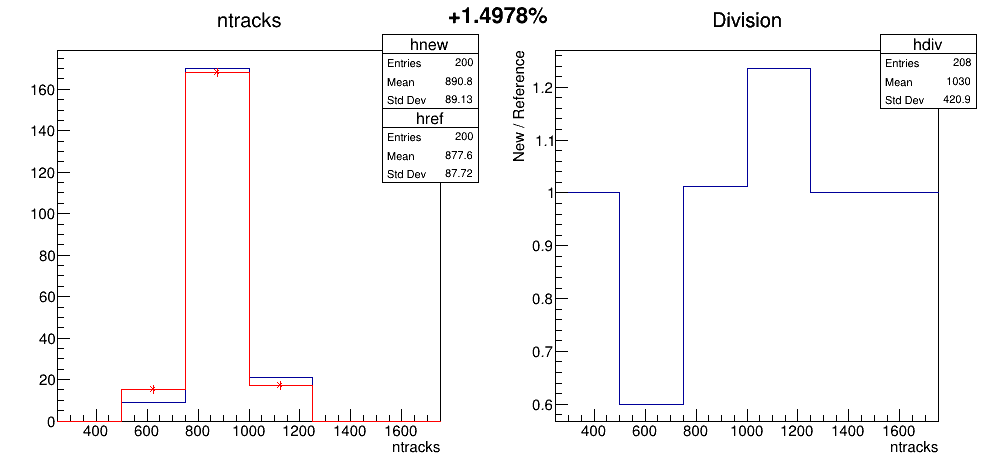 +1.4978%
ntracks
hnew
Entries 200
Mean 890.8
Std Dev 89.13
href
Entries 200
Mean 877.6
Std Dev 87.72
160
140
120
100
80
60
40
20
0
400 600 800 1000 1200 1400 1600
ntracks
Division
hdiv
Entries 208
Mean 1030
Std Dev 420.9
New / Reference
1.2
1.1
1
0.9
0.8
0.7
0.6
400 600 800 1000 1200 1400 1600
ntracks